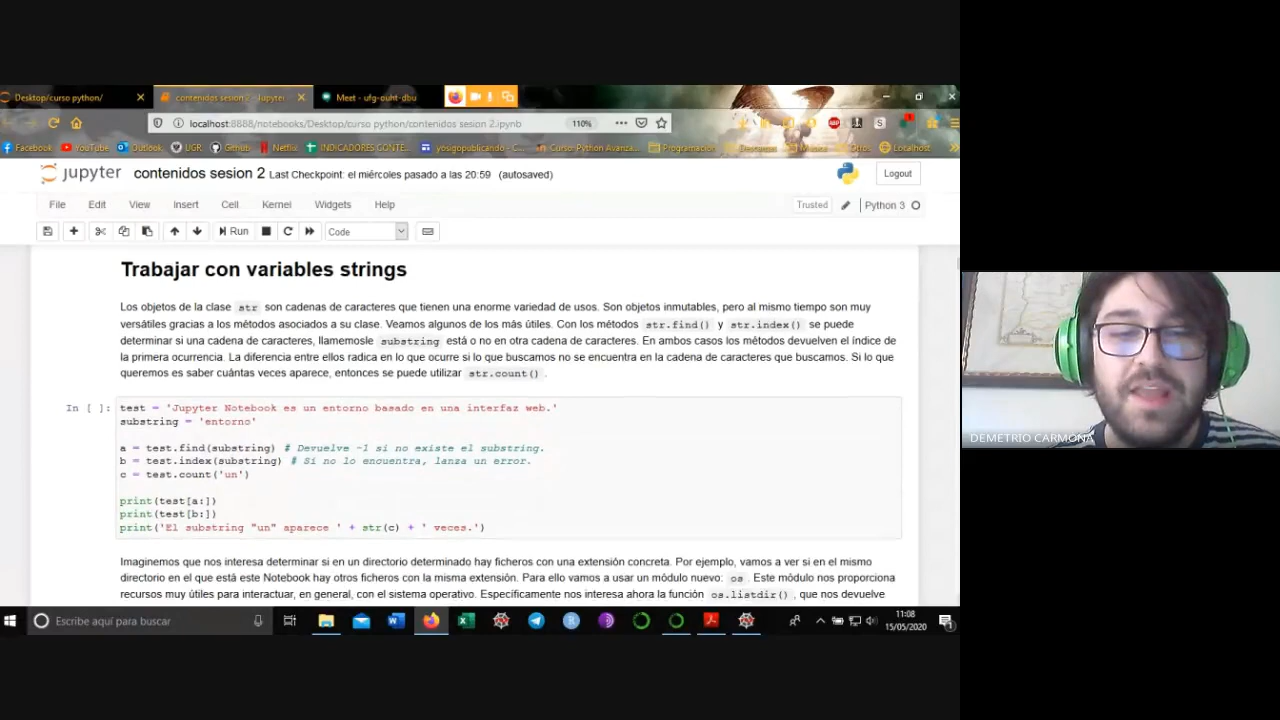 Desktop/curso python/
contenidos sesion 2 - Jupyter
Meet - ufg-ouht-dbu
localhost:8888/notebooks/Desktop/curso python/contenidos sesion 2.ipynb
110%
Facebook
YouTube
Outlook
UGR
Github
Netflix
INDICADORES CONTE...
yosigopublicando - C...
Curso: Python Avanza...
Programación
Descansos
Música
Otros
Localhost
jupyter
contenidos sesion 2 Last Checkpoint: el miércoles pasado a las 20:59 (autosaved)
Logout
File Edit View Insert Cell Kernel Widgets Help
Trusted
Python 3
Run
Code
Trabajar con variables strings
Los objetos de la clase str son cadenas de caracteres que tienen una enorme variedad de usos. Son objetos inmutables, pero al mismo tiempo son muy
versátiles gracias a los métodos asociados a su clase. Veamos algunos de los más útiles. Con los métodos str.find() y str.index() se puede
determinar si una cadena de caracteres, llamemosle substring está o no en otra cadena de caracteres. En ambos casos los métodos devuelven el índice de
la primera ocurrencia. La diferencia entre ellos radica en lo que ocurre si lo que buscamos no se encuentra en la cadena de caracteres que buscamos. Si lo que
queremos es saber cuántas veces aparece, entonces se puede utilizar str.count() .
In [ ]:
test = 'Jupyter Notebook es un entorno basado en una interfaz web.'
substring = 'entorno'
a = test.find(substring) # Devuelve -1 si no existe el substring.
b = test.index(substring) # Si no lo encuentra, lanza un error.
c = test.count('un')
print(test[a:])
print(test[b:])
print('El substring "un" aparece ' + str(c) + ' veces.')
Imaginemos que nos interesa determinar si en un directorio determinado hay ficheros con una extensión concreta. Por ejemplo, vamos a ver si en el mismo
directorio en el que está este Notebook hay otros ficheros con la misma extensión. Para ello vamos a usar un módulo nuevo: os . Este módulo nos proporciona
recursos muy útiles para interactuar, en general, con el sistema operativo. Específicamente nos interesa ahora la función os.listdir() , que nos devuelve
Escribe aquí para buscar
11:08
15/05/2020
DEMETRIO CARMONA